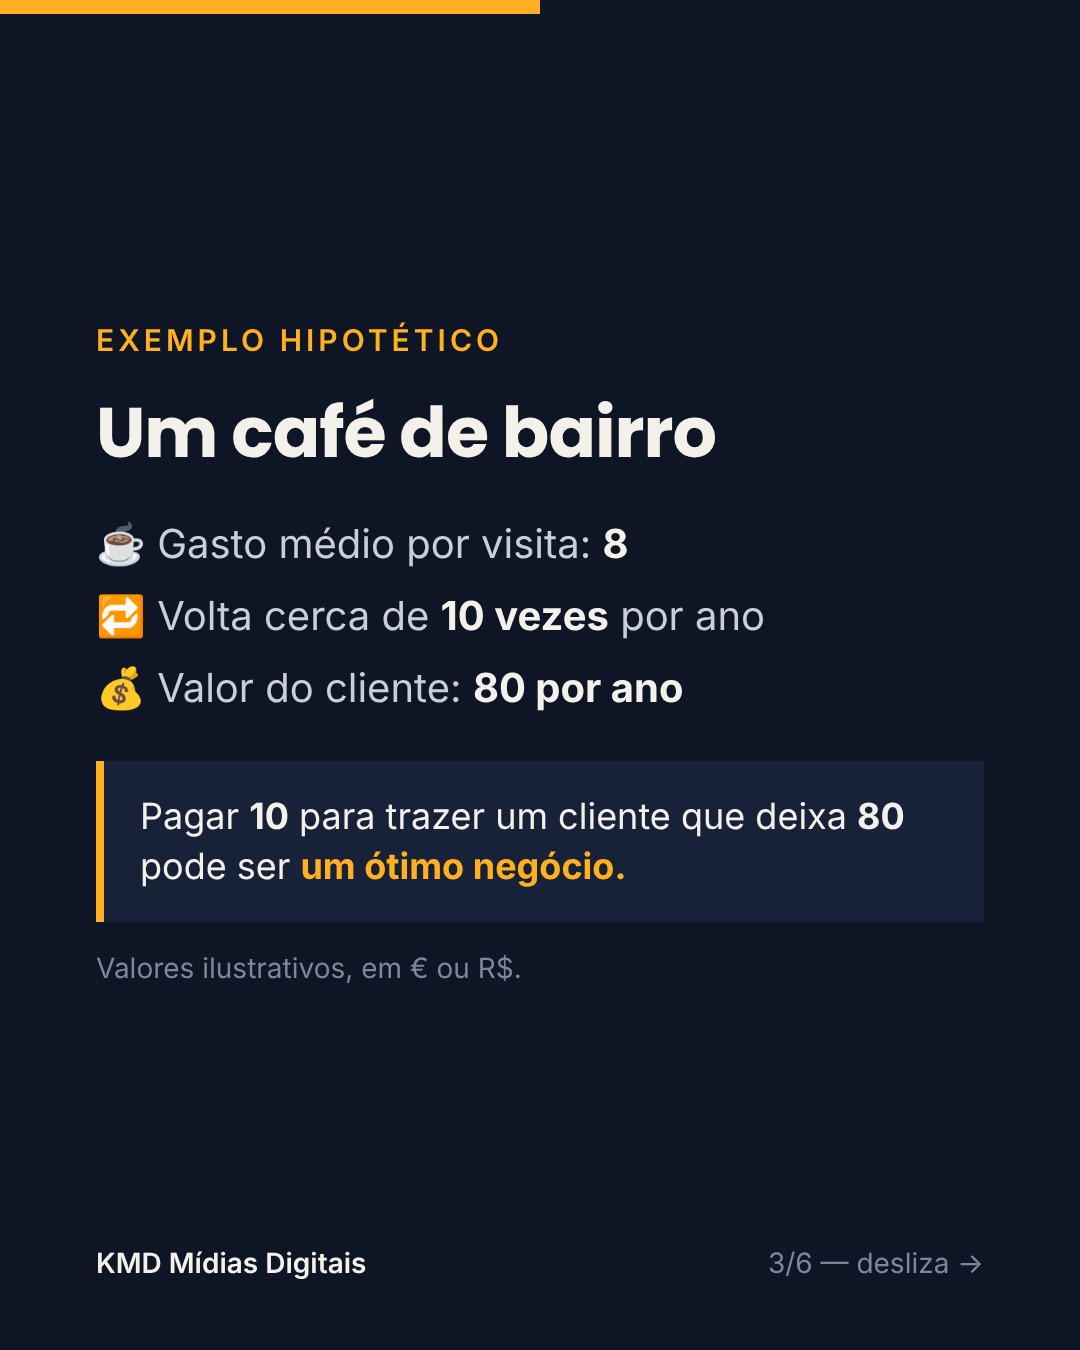 EXEMPLO HIPOTÉTICO
Um café de bairro
☕ Gasto médio por visita: 8
🔁 Volta cerca de 10 vezes por ano
💰 Valor do cliente: 80 por ano
Pagar 10 para trazer um cliente que deixa 80
pode ser um ótimo negócio.
Valores ilustrativos, em € ou R$.
KMD Mídias Digitais
3/6 — desliza →